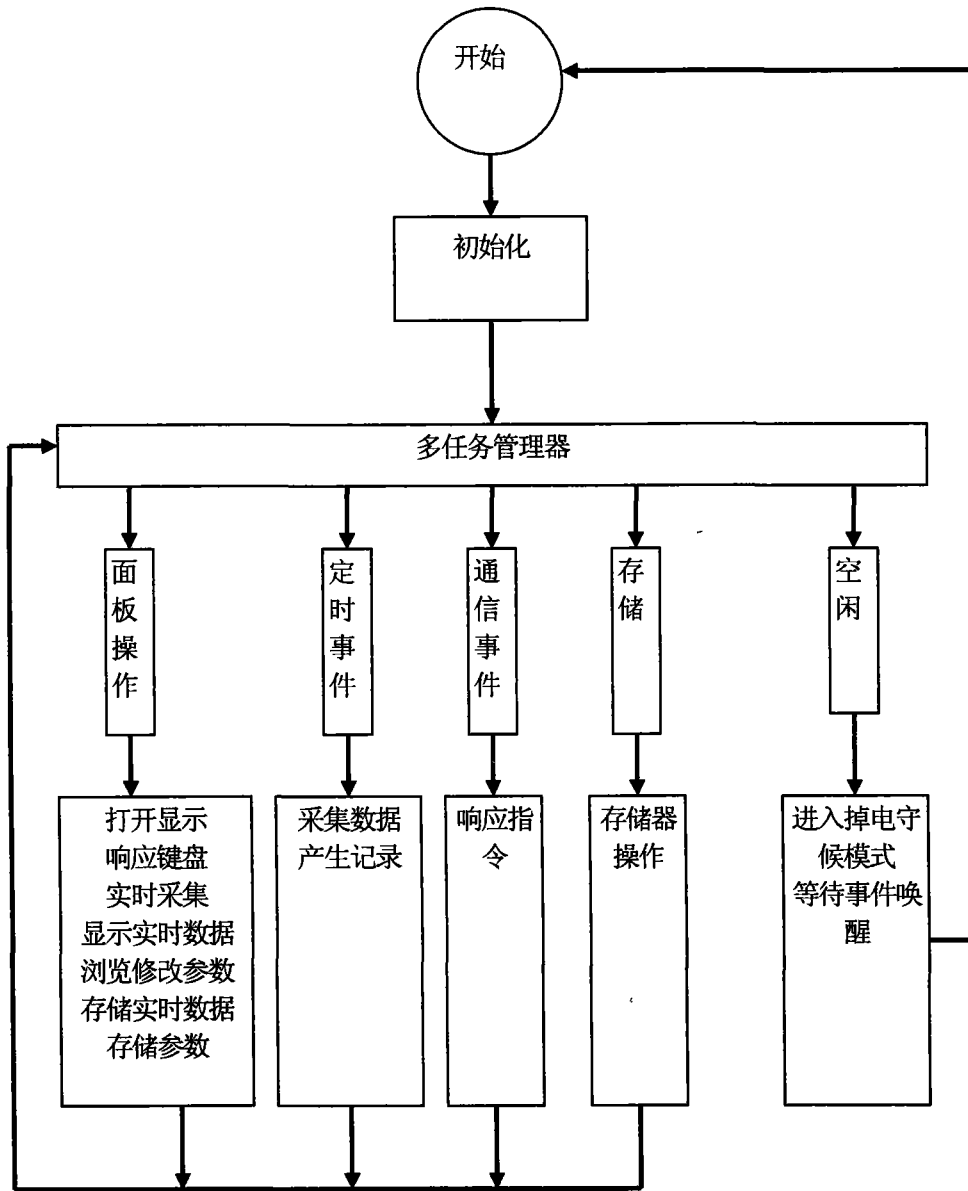 开始
初始化
多任务管理器
面
板
操
作
定
时
事
件
通
信
事
件
存
储
空
闲
打开显示
响应键盘
实时采集
显示实时数据
浏览修改参数
存储实时数据
存储参数
采集数据
产生记录
响应指
令
存储器
操作
进入掉电守
候模式
等待事件唤
醒